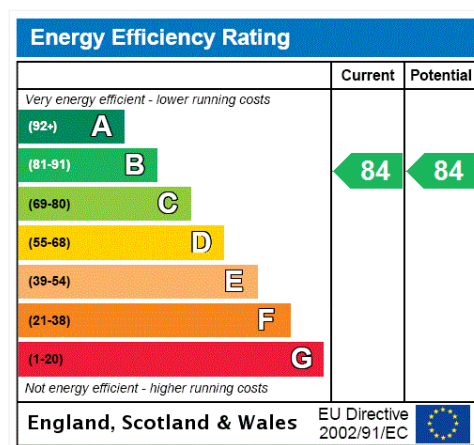 Energy Efficiency Rating
Current Potential
Very energy efficient - lower running costs
(92+) A
(81-91) B 84 84
(69-80) C
(55-68) D
(39-54) E
(21-38) F
(1-20) G
Not energy efficient - higher running costs
England, Scotland & Wales EU Directive
2002/91/EC